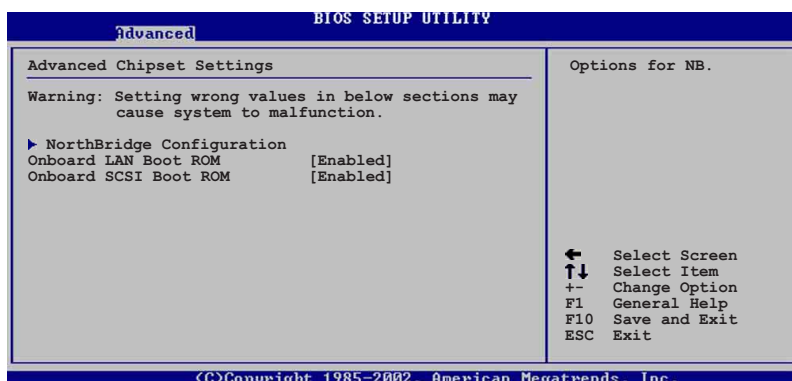 BIOS SETUP UTILITY
Advanced
Advanced Chipset Settings
Warning: Setting wrong values in below sections may
cause system to malfunction.
NorthBridge Configuration
Onboard LAN Boot ROM [Enabled]
Onboard SCSI Boot ROM [Enabled]
Options for NB.
Select Screen
Select Item
+- Change Option
F1 General Help
F10 Save and Exit
ESC Exit
(C)Copyright 1985-2002, American Megatrends, Inc.